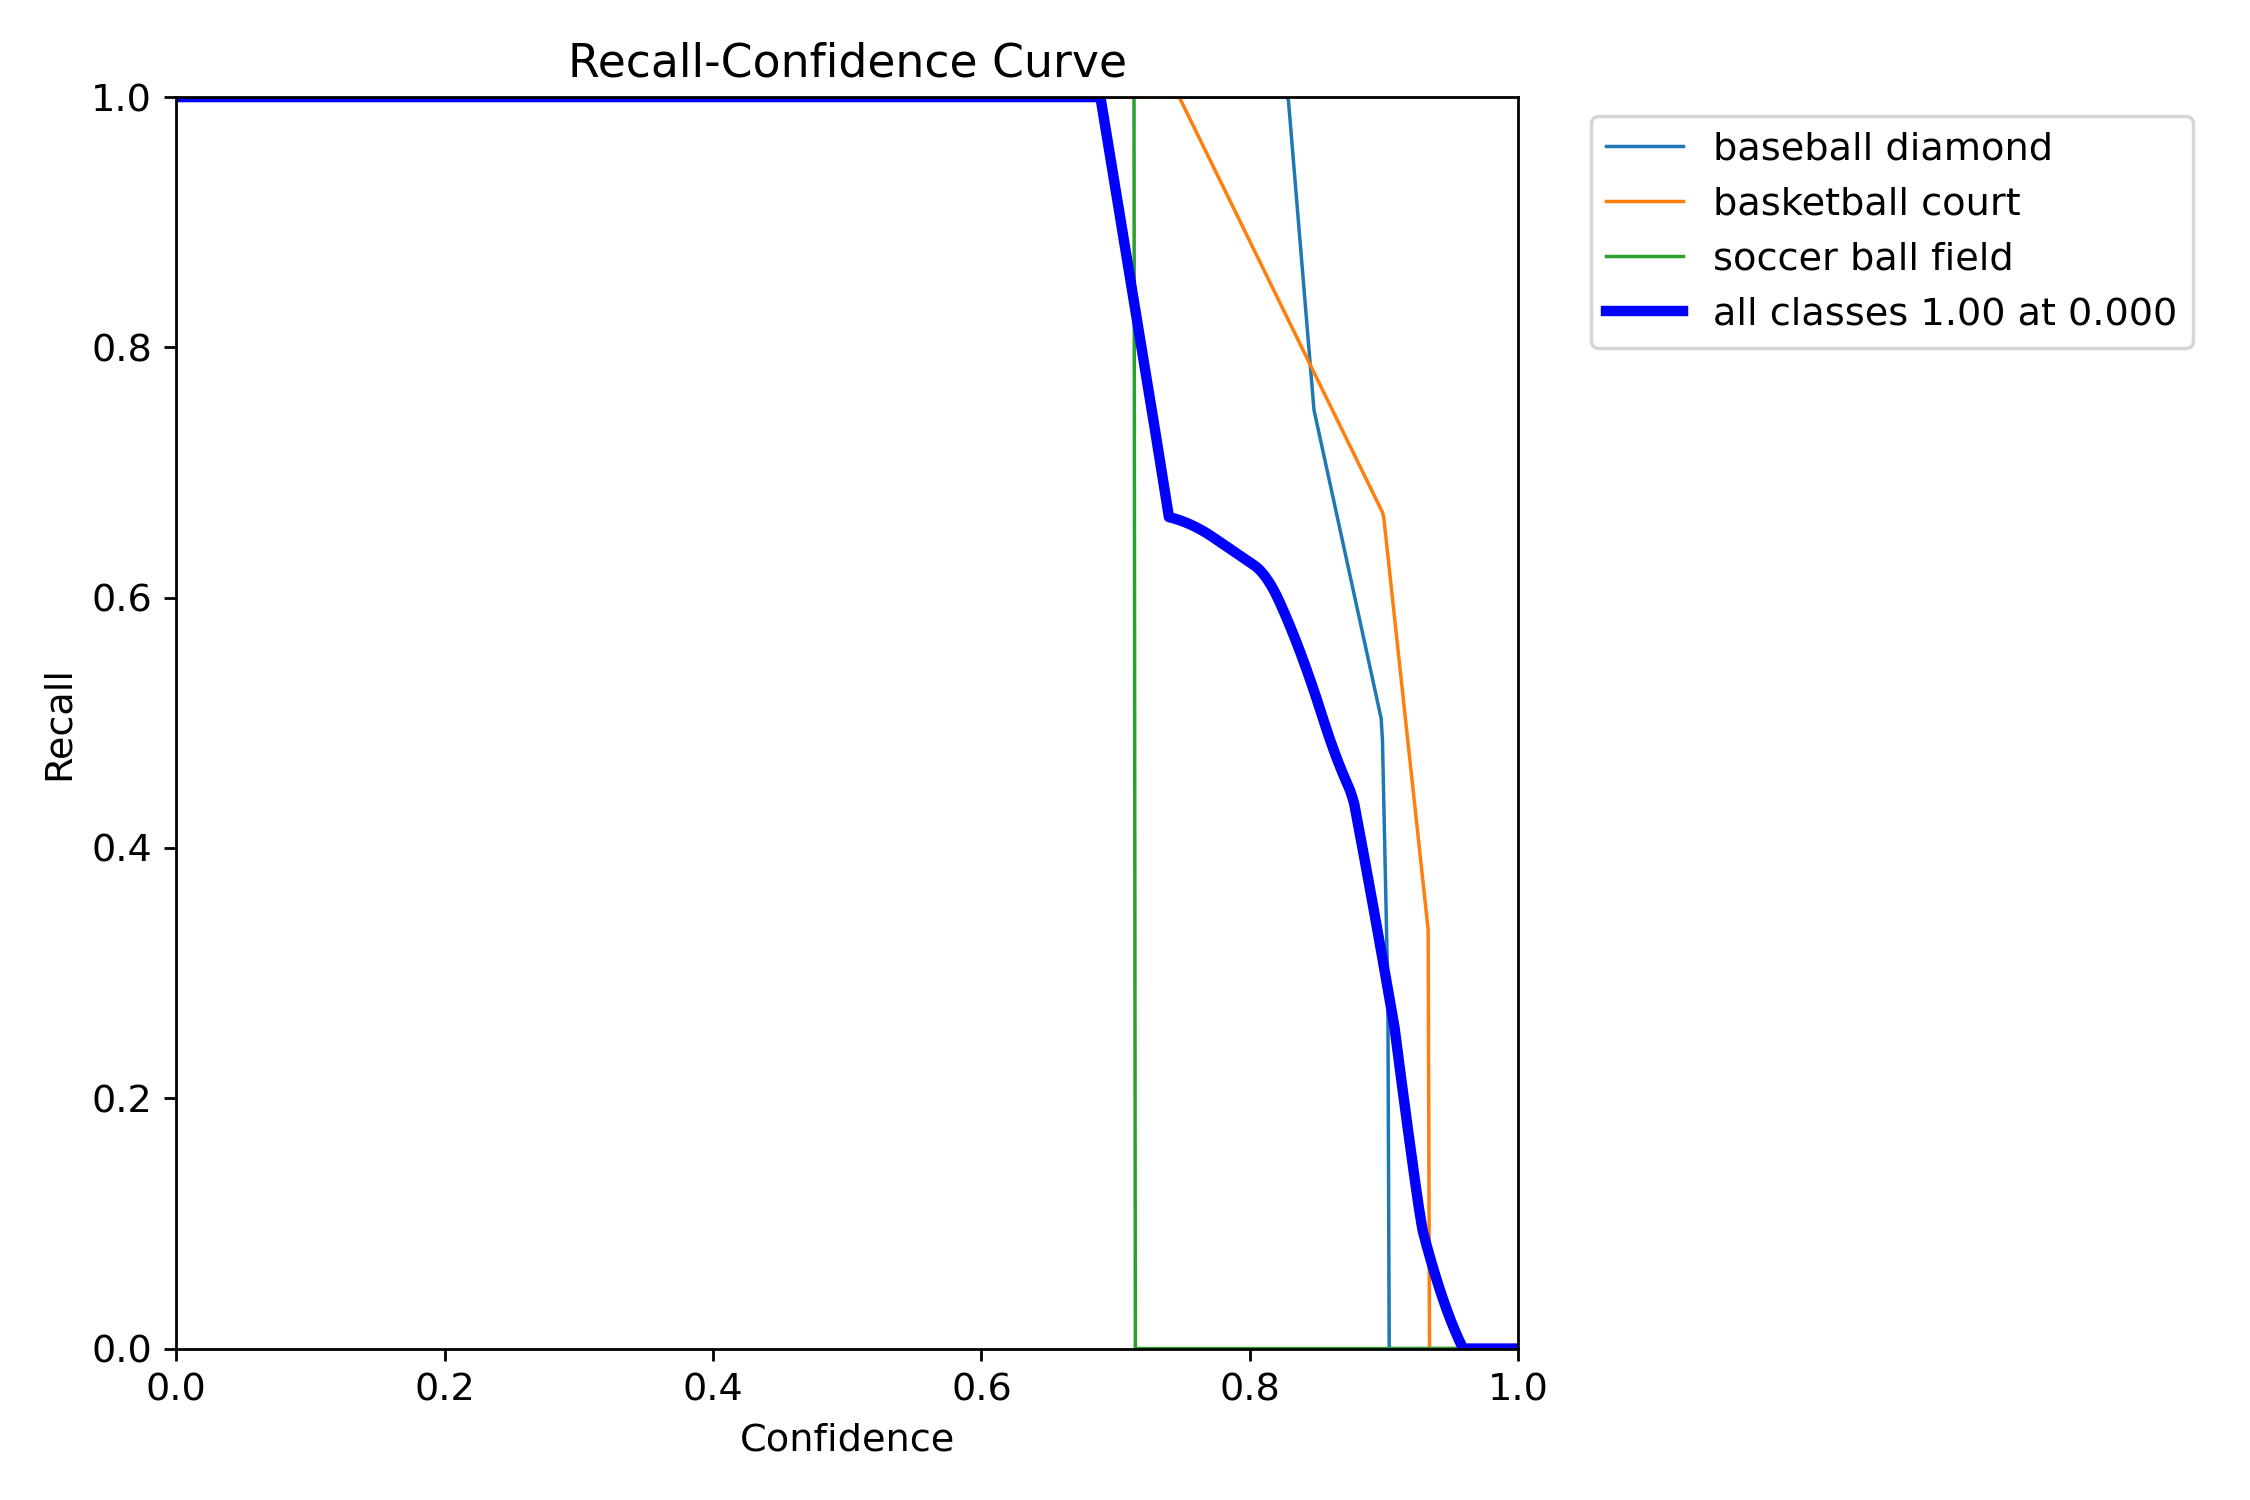 Recall-Confidence Curve
1.0
0.8
0.6
0.4
0.2
0.0
Recall
0.0 0.2 0.4 0.6 0.8 1.0
Confidence
baseball diamond
basketball court
soccer ball field
all classes 1.00 at 0.000